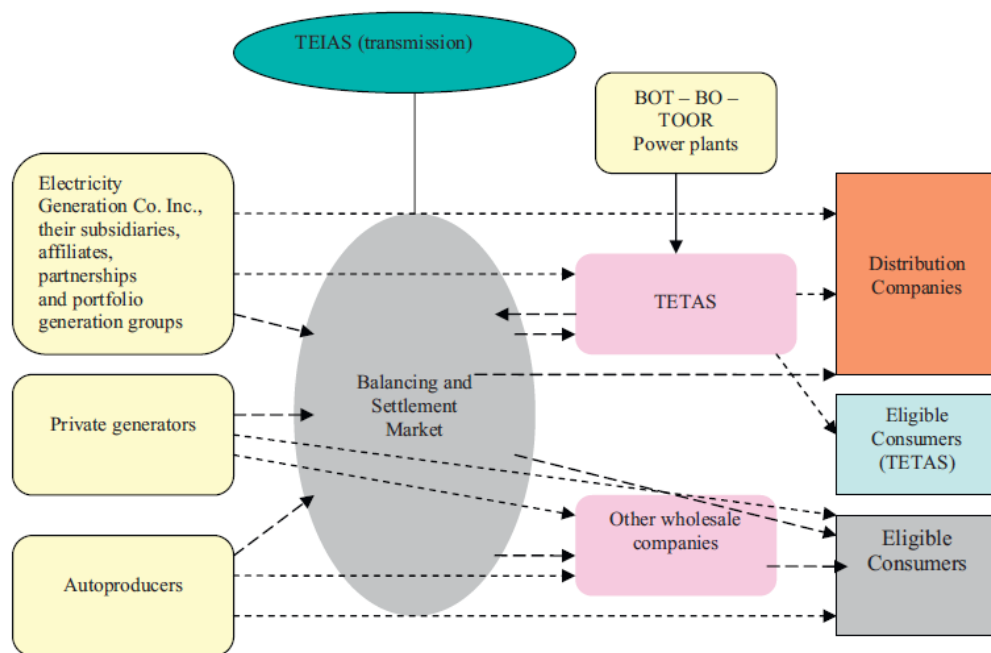 TEIAS (transmission)
BOT – BO –
TOOR
Power plants
Electricity
Generation Co. Inc.,
their subsidiaries,
affiliates,
partnerships
and portfolio
generation groups
Distribution
Companies
TETAS
Balancing and
Settlement
Market
Private generators
Eligible
Consumers
(TETAS)
Other wholesale
companies
Eligible
Consumers
Autoproducers